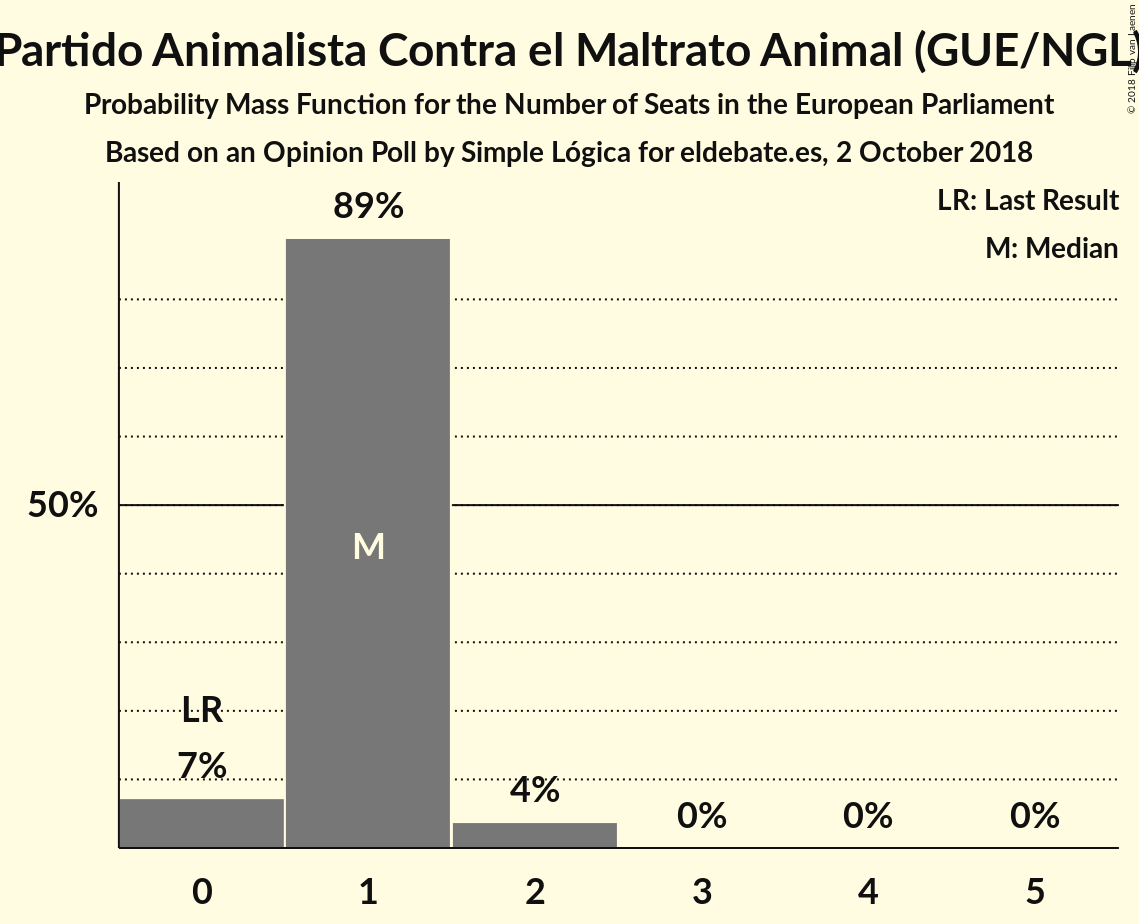 Partido Animalista Contra el Maltrato Animal (GUE/NGL)
© 2018 Filip van Laenen
Probability Mass Function for the Number of Seats in the European Parliament
Based on an Opinion Poll by Simple Lógica for eldebate.es, 2 October 2018
LR: Last Result
M: Median
89%
50%
M
LR
7%
4%
0%
0%
0%
0 1 2 3 4 5